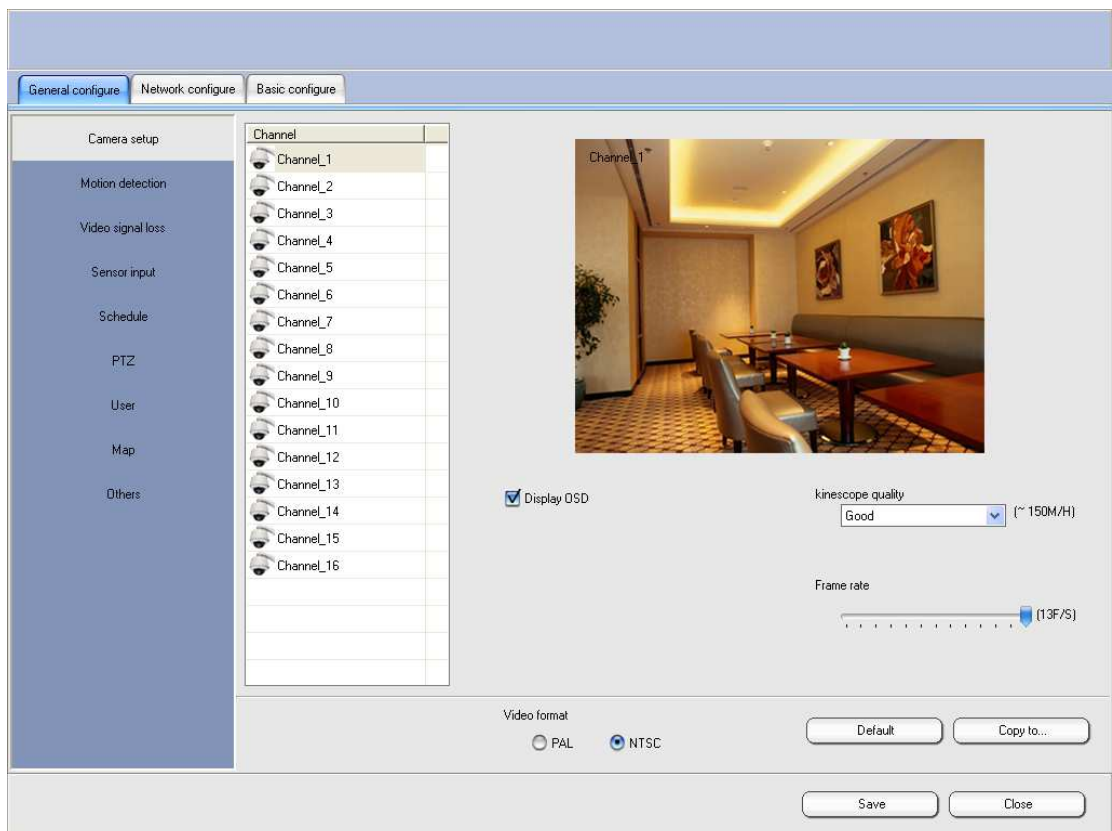 General configure
Network configure
Basic configure
Camera setup
Motion detection
Video signal loss
Sensor input
Schedule
PTZ
User
Map
Others
Channel
Channel_1
Channel_2
Channel_3
Channel_4
Channel_5
Channel_6
Channel_7
Channel_8
Channel_9
Channel_10
Channel_11
Channel_12
Channel_13
Channel_14
Channel_15
Channel_16
Channel_1
Display OSD
kinescope quality
Good
(~ 150M/H)
Frame rate
(13F/S)
Video format
PAL
NTSC
Default
Copy to...
Save
Close